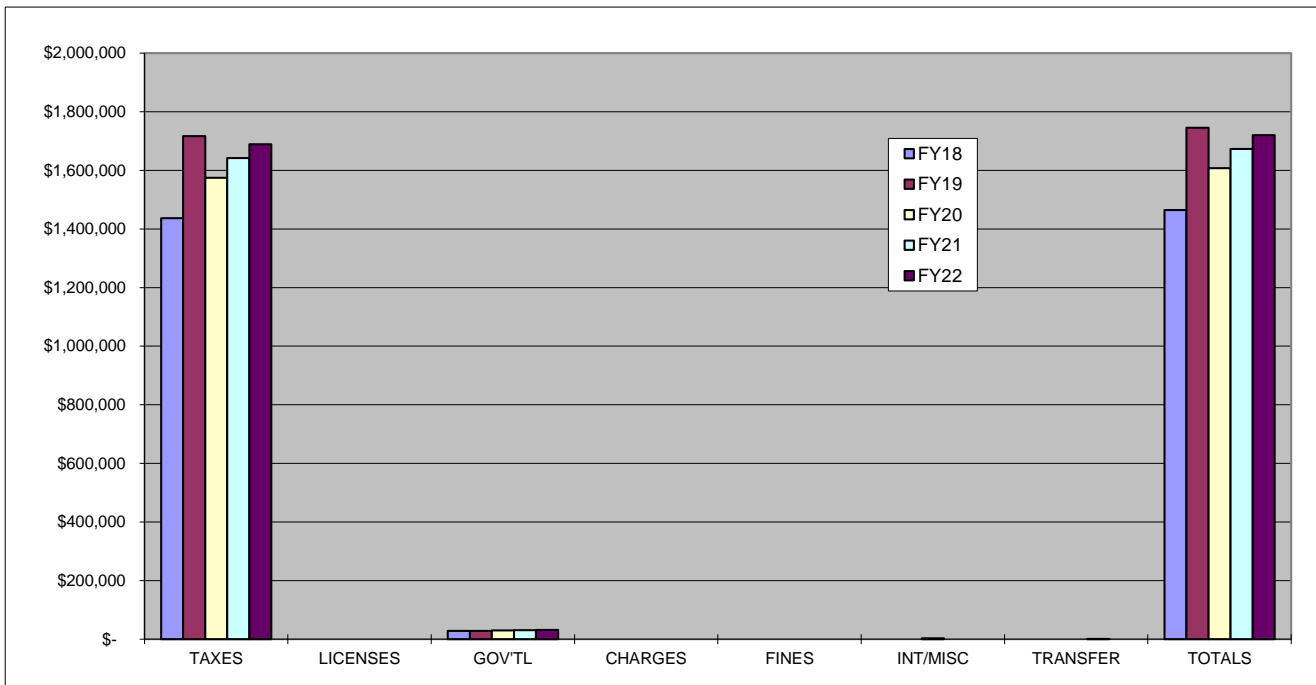 $2,000,000
$1,800,000
$1,600,000
$1,400,000
$1,200,000
$1,000,000
$800,000
$600,000
$400,000
$200,000
$-
FY18
FY19
FY20
FY21
FY22
TAXES LICENSES GOV'TL CHARGES FINES INT/MISC TRANSFER TOTALS